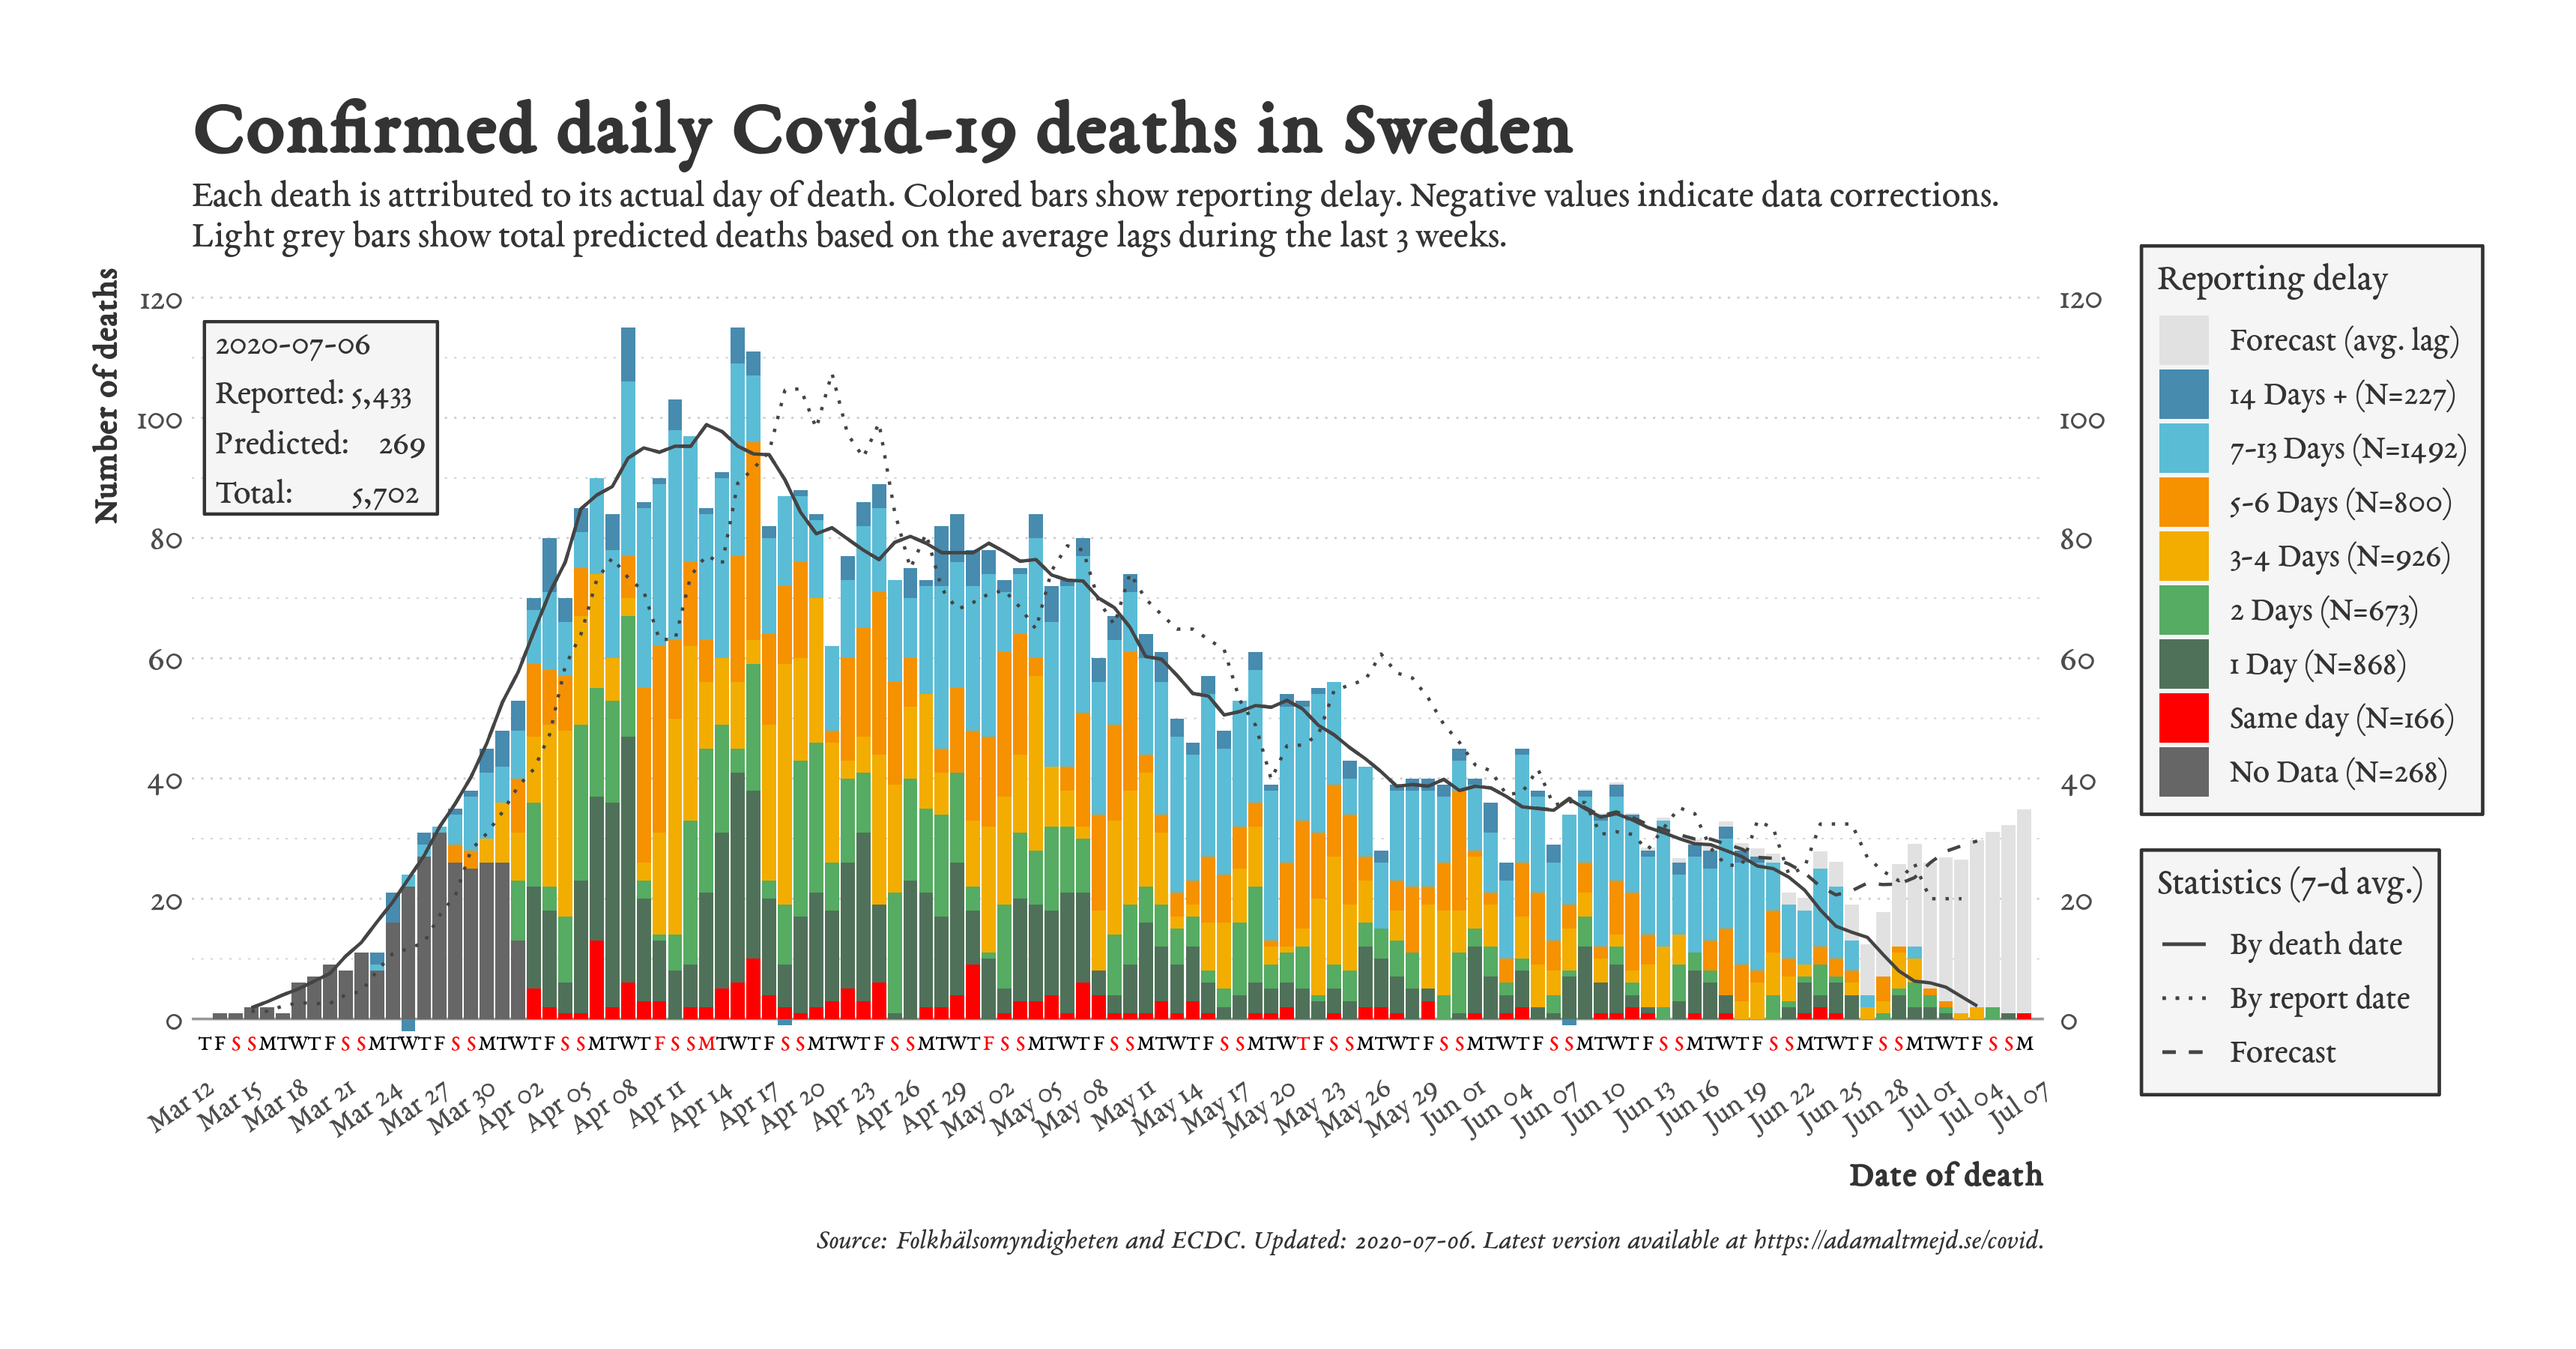 Confirmed daily Covid-19 deaths in Sweden
Each death is attributed to its actual day of death. Colored bars show reporting delay. Negative values indicate data corrections.
Light grey bars show total predicted deaths based on the average lags during the last 3 weeks.
Number of deaths
120
100
80
60
40
20
0
2020-07-06
Reported: 5,433
Predicted: 269
Total: 5,702
120
100
80
60
40
20
0
T F S S M T W T F S S M T W T F S S M T W T F S S M T W T F S S M T W T F S S M T W T F S S M T W T F S S M T W T F S S M T W T F S S M T W T F S S M T W T F S S M T W T F S S M T W T F S S M T W T F S S M T W T F S S M T W T F S S M
Mar 12 Mar 15 Mar 18 Mar 21 Mar 24 Mar 27 Mar 30 Apr 02 Apr 05 Apr 08 Apr 11 Apr 14 Apr 17 Apr 20 Apr 23 Apr 26 Apr 29 May 02 May 05 May 08 May 11 May 14 May 17 May 20 May 23 May 26 May 29 Jun 01 Jun 04 Jun 07 Jun 10 Jun 13 Jun 16 Jun 19 Jun 22 Jun 25 Jun 28 Jul 01 Jul 04 Jul 07
Date of death
Reporting delay
Forecast (avg. lag)
14 Days + (N=227)
7-13 Days (N=1492)
5-6 Days (N=800)
3-4 Days (N=926)
2 Days (N=673)
1 Day (N=868)
Same day (N=166)
No Data (N=268)
Statistics (7-d avg.)
By death date
By report date
Forecast
Source: Folkhälsomyndigheten and ECDC. Updated: 2020-07-06. Latest version available at https://adamaltmejd.se/covid.